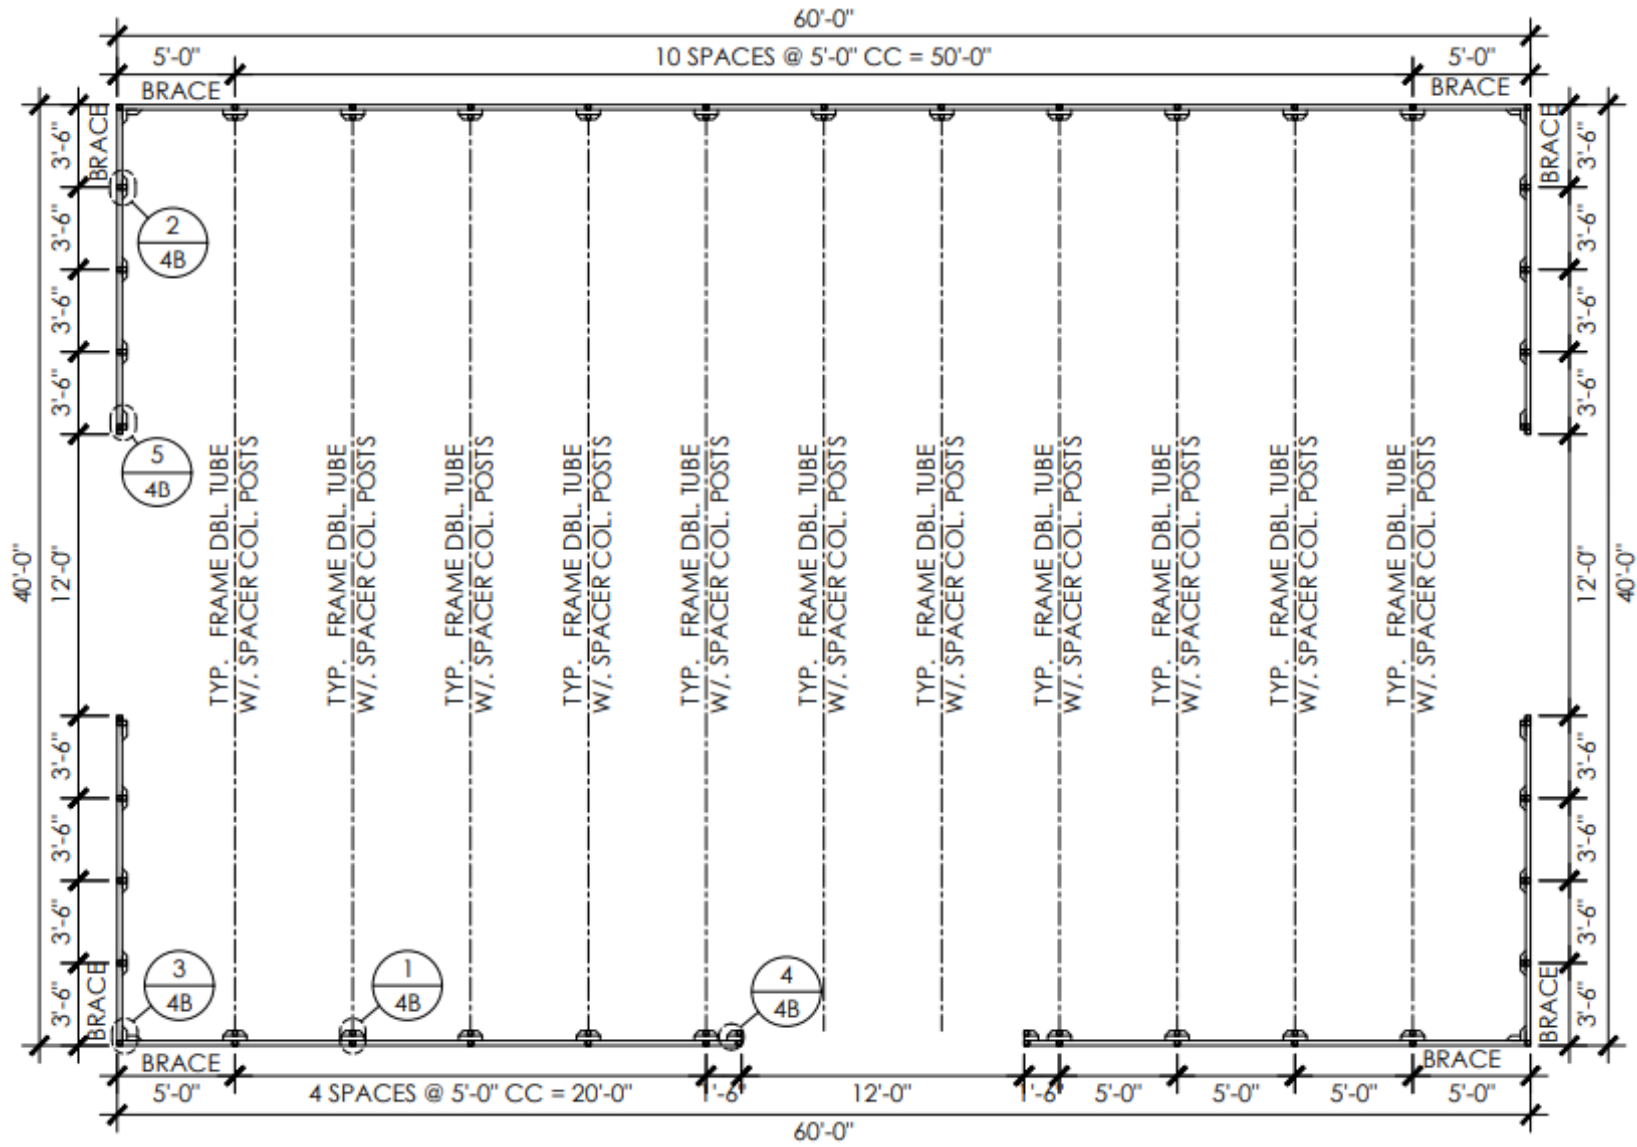 60'-0"
5'-0"
10 SPACES @ 5'-0" CC = 50'-0"
5'-0"
BRACE
BRACE
BRACE
BRACE
3'-6"
3'-6"
3'-6"
3'-6"
3'-6"
3'-6"
3'-6"
3'-6"
2
4B
5
4B
40'-0"
12'-0"
TYP. FRAME DBL. TUBE
W/. SPACER COL. POSTS
TYP. FRAME DBL. TUBE
W/. SPACER COL. POSTS
TYP. FRAME DBL. TUBE
W/. SPACER COL. POSTS
TYP. FRAME DBL. TUBE
W/. SPACER COL. POSTS
TYP. FRAME DBL. TUBE
W/. SPACER COL. POSTS
TYP. FRAME DBL. TUBE
W/. SPACER COL. POSTS
TYP. FRAME DBL. TUBE
W/. SPACER COL. POSTS
TYP. FRAME DBL. TUBE
W/. SPACER COL. POSTS
TYP. FRAME DBL. TUBE
W/. SPACER COL. POSTS
TYP. FRAME DBL. TUBE
W/. SPACER COL. POSTS
TYP. FRAME DBL. TUBE
W/. SPACER COL. POSTS
12'-0"
40'-0"
3'-6"
3'-6"
3'-6"
3'-6"
3'-6"
3'-6"
3'-6"
3'-6"
BRACE
3
4B
1
4B
4
4B
BRACE
BRACE
BRACE
5'-0"
4 SPACES @ 5'-0" CC = 20'-0"
1'-6"
12'-0"
1'-6"
5'-0"
5'-0"
5'-0"
5'-0"
60'-0"